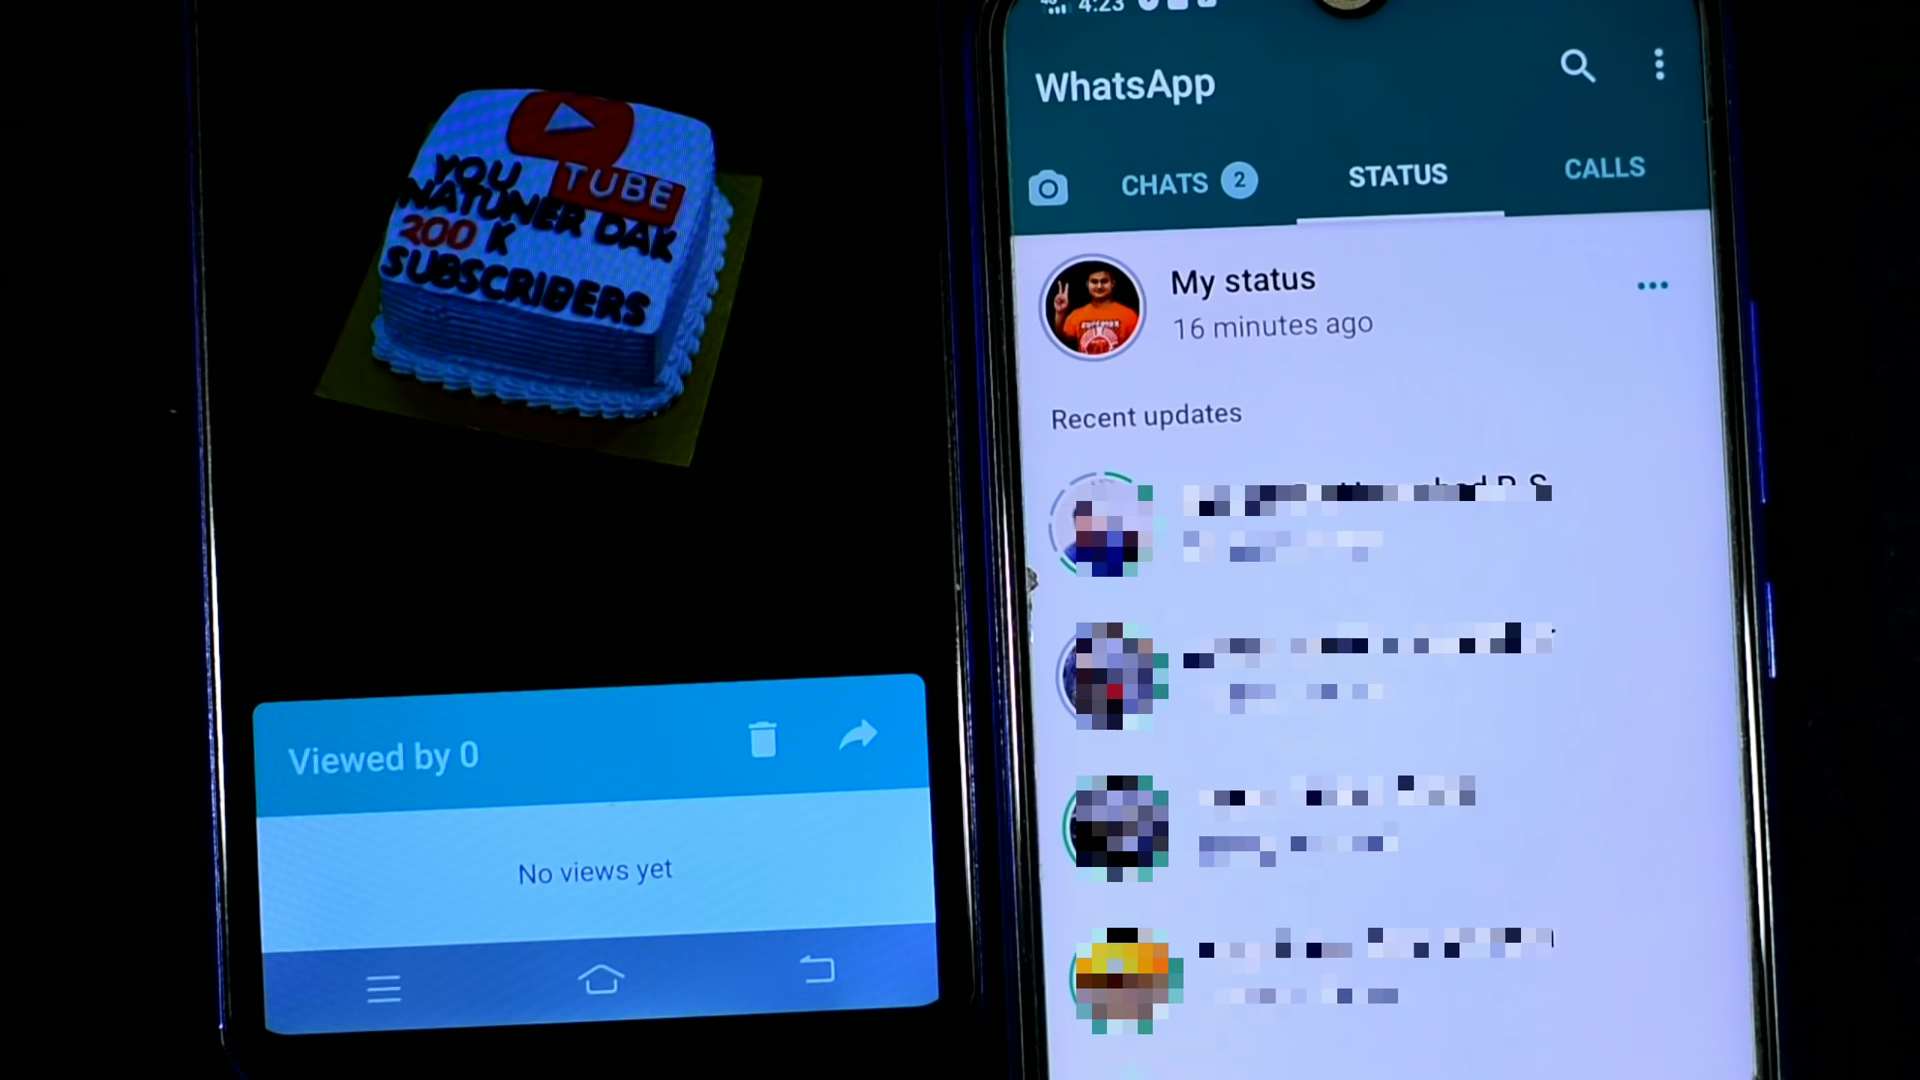 YOU
TUBE
NATUNER DAK
200 K
SUBSCRIBERS
Viewed by 0
No views yet
4:23
WhatsApp
CHATS 2
STATUS
CALLS
My status
16 minutes ago
Recent updates